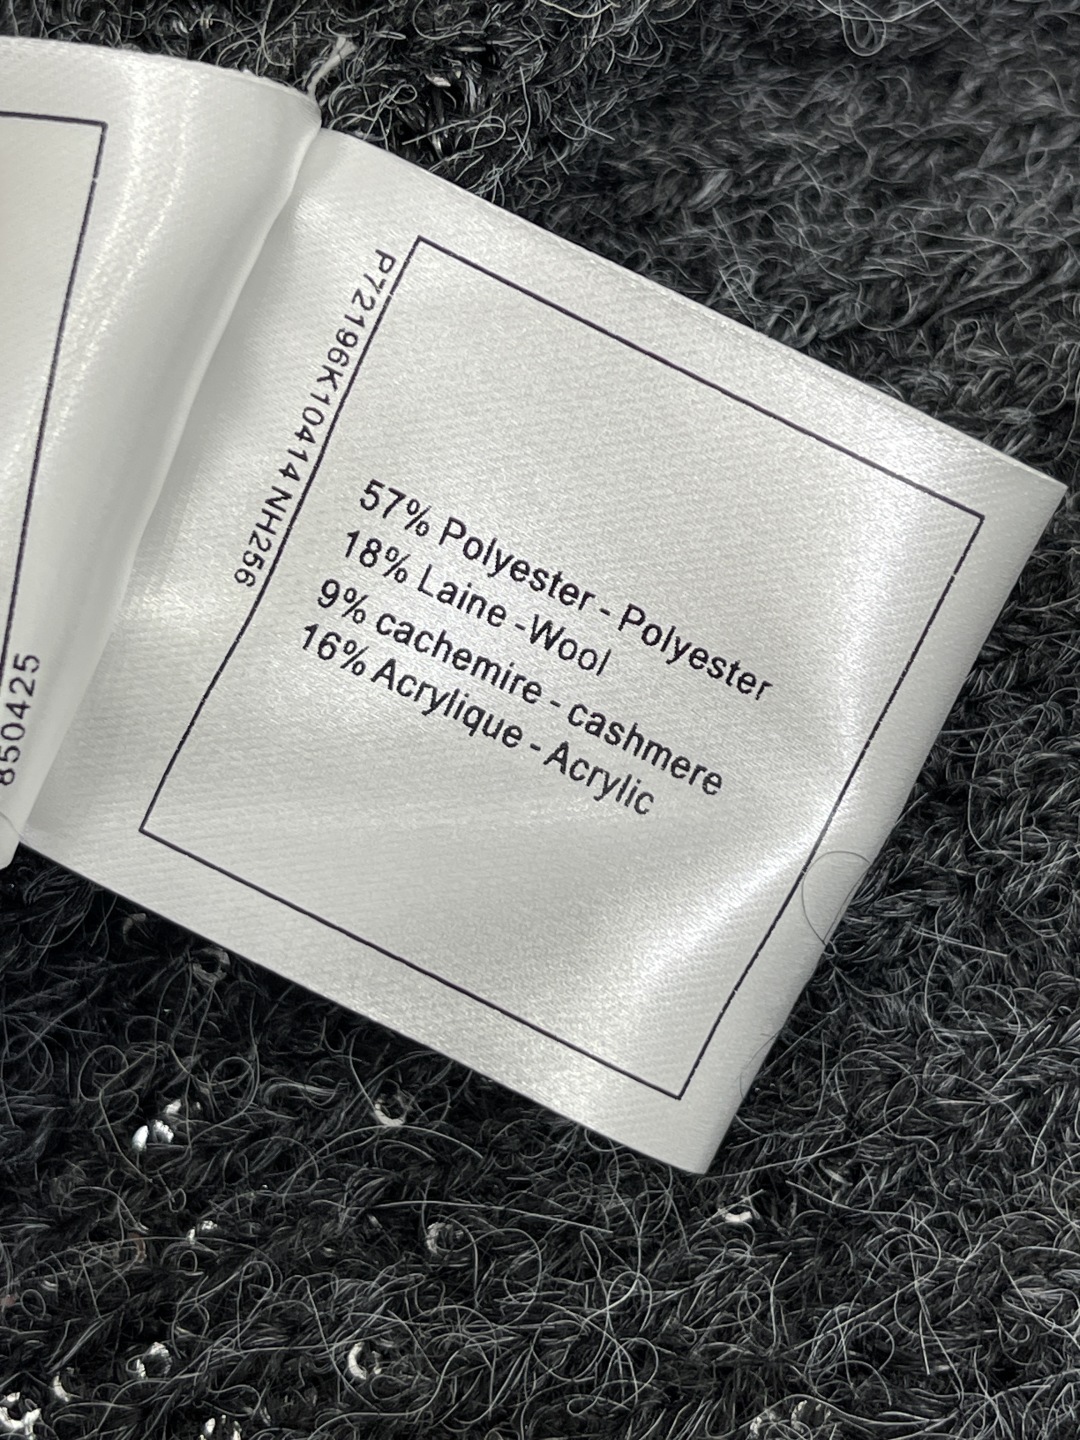 P72196K10414 NH256
57% Polyester - Polyester
18% Laine -Wool
9% cachemire - cashmere
16% Acrylique - Acrylic
850425